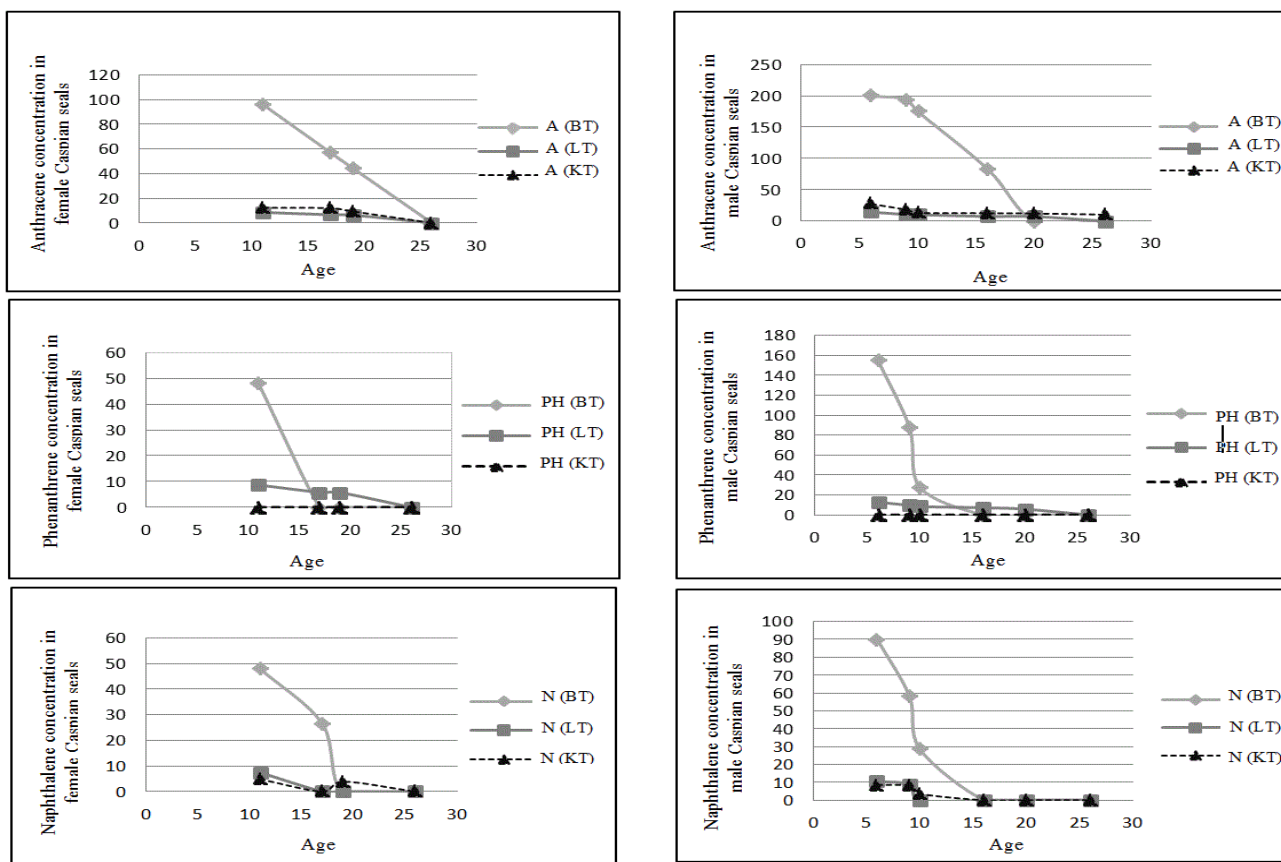 Anthracene concentration in
female Caspian seals
120
100
80
60
40
20
0
0 5 10 15 20 25 30
Age
A (BT)
A (LT)
A (KT)
Anthracene concentration in
male Caspian seals
250
200
150
100
50
0
0 5 10 15 20 25 30
Age
A (BT)
A (LT)
A (KT)
Phenanthrene concentration in
female Caspian seals
60
50
40
30
20
10
0
0 5 10 15 20 25 30
Age
PH (BT)
PH (LT)
PH (KT)
Phenanthrene concentration in
male Caspian seals
180
160
140
120
100
80
60
40
20
0
0 5 10 15 20 25 30
Age
PH (BT)
PH (LT)
PH (KT)
Naphthalene concentration in
female Caspian seals
60
50
40
30
20
10
0
0 5 10 15 20 25 30
Age
N (BT)
N (LT)
N (KT)
Naphthalene concentration in
male Caspian seals
100
90
80
70
60
50
40
30
20
10
0
0 5 10 15 20 25 30
Age
N (BT)
N (LT)
N (KT)